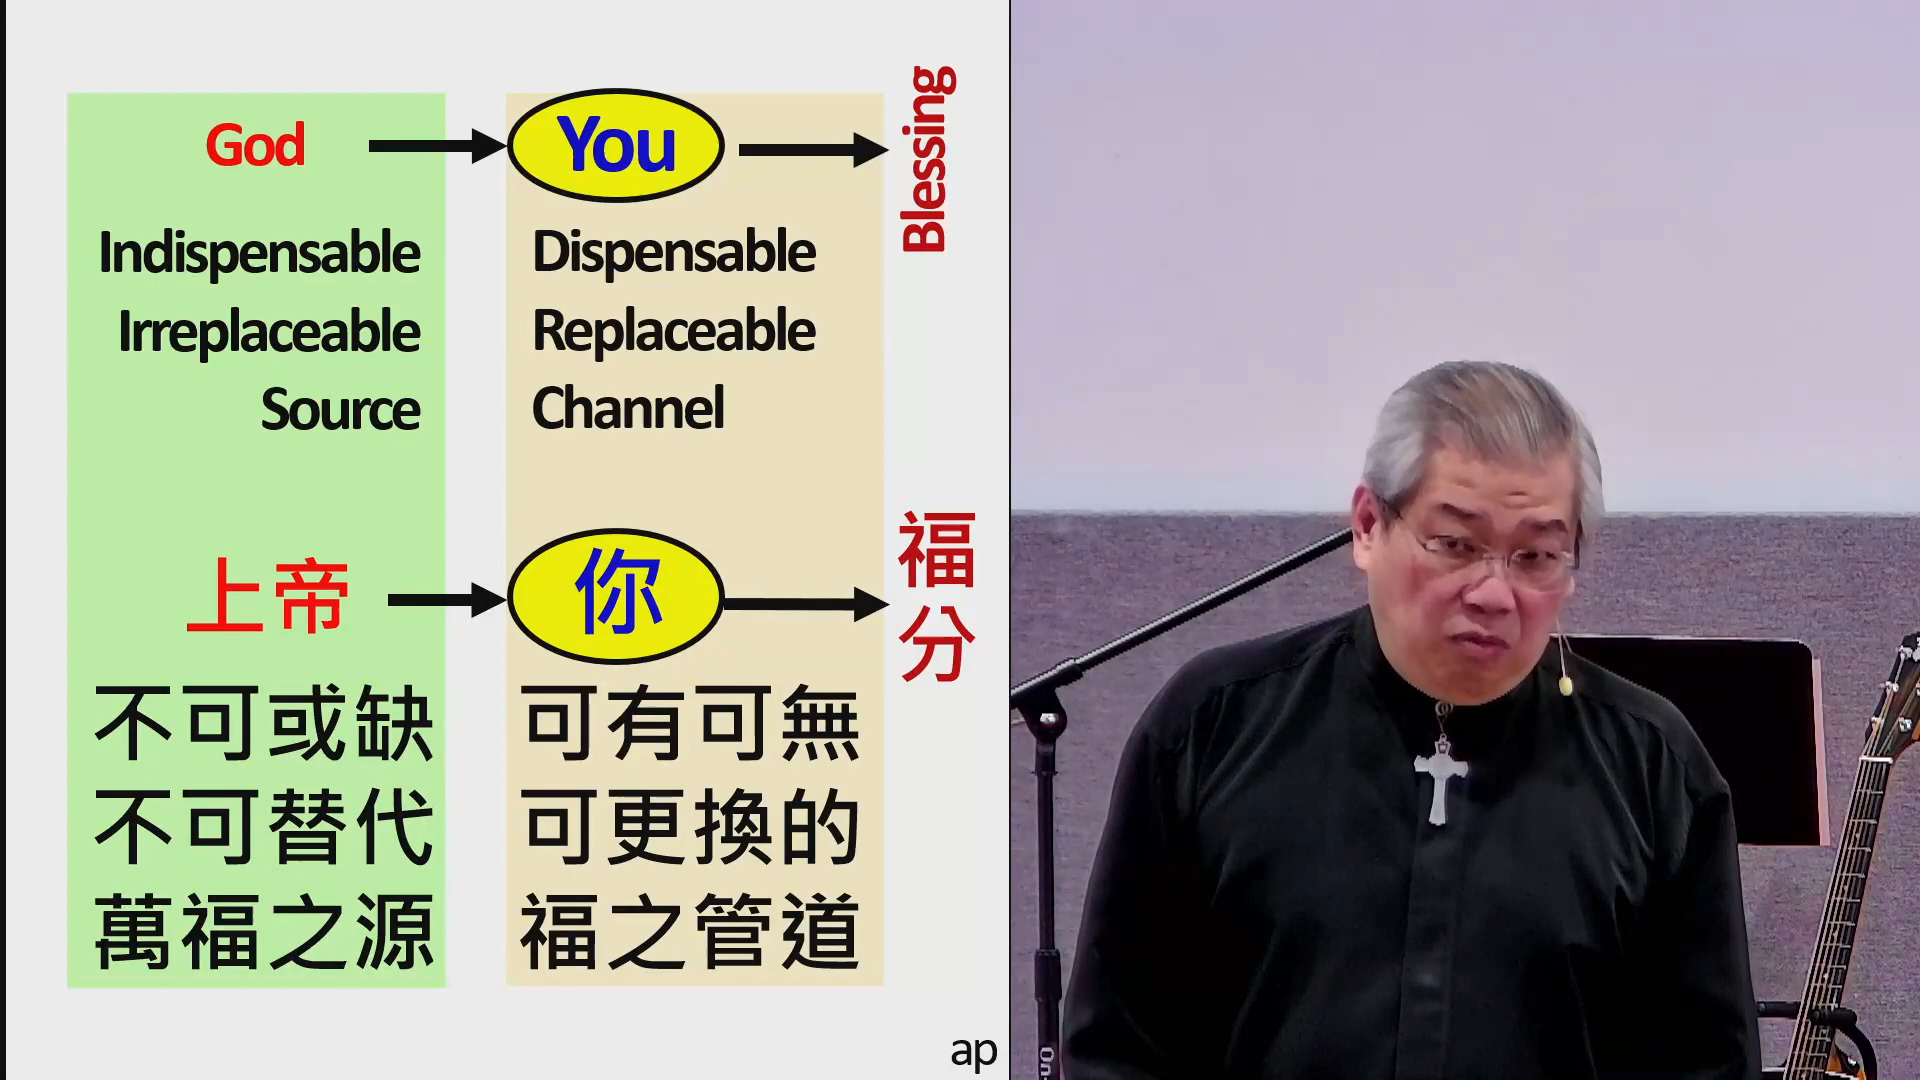 God
You
Blessing
Indispensable
Dispensable
Irreplaceable
Replaceable
Source
Channel
上帝
你
福分
不可或缺
可有可無
不可替代
可更換的
萬福之源
福之管道
ap